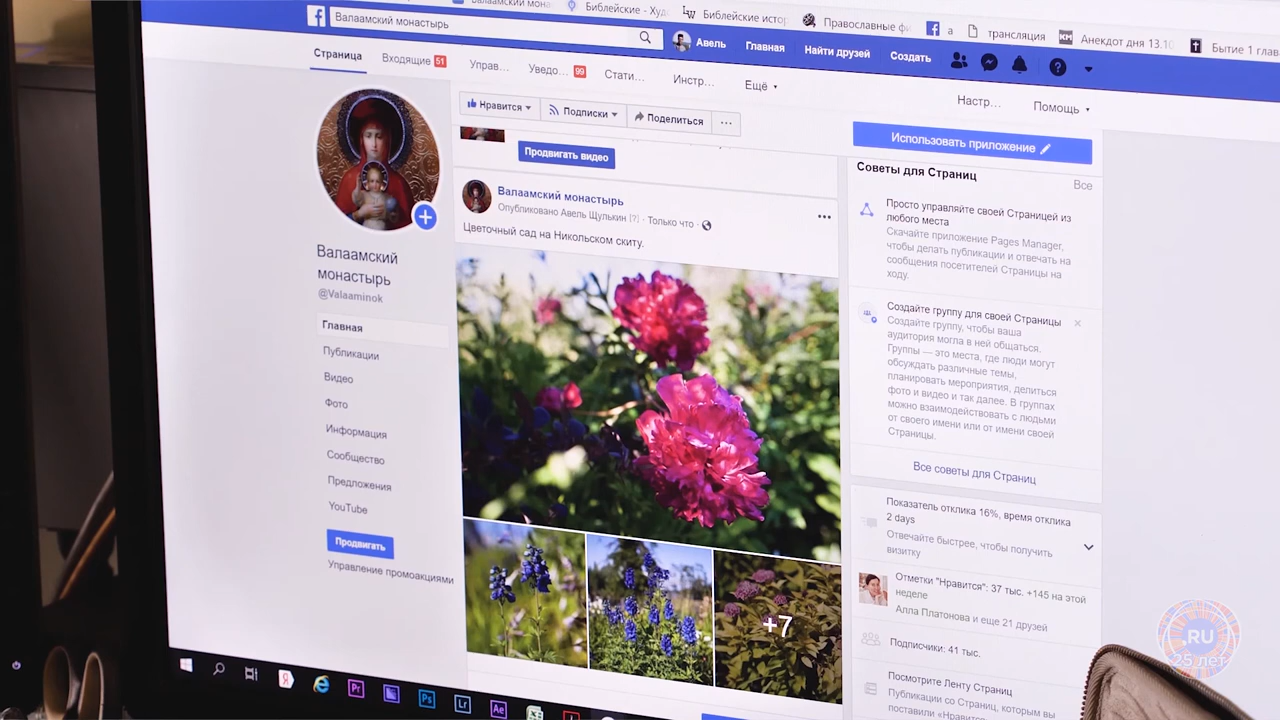 Библейские - Худ
Библейские истор
Православные фи
а
трансляция
KM
Анекдот дня 13.10
Бытие 1 глав
Валаамский монастырь
Авель
Главная
Найти друзей
Создать
Страница
Входящие 51
Управ…
Уведо… 99
Стати…
Инстр…
Ещё
Настр…
Помощь
Нравится
Подписки
Поделиться
...
Продвигать видео
Использовать приложение
Валаамский
монастырь
@Valaaminok
Главная
Публикации
Видео
Фото
Информация
Сообщество
Предложения
YouTube
Продвигать
Управление промоакциями
Валаамский монастырь
Опубликовано Авель Щулькин [?] · Только что ·
Цветочный сад на Никольском скиту.
+7
Советы для Страниц
Все
Просто управляйте своей Страницей из
любого места
Скачайте приложение Pages Manager,
чтобы делать публикации и отвечать на
сообщения посетителей Страницы на
ходу.
Создайте группу для своей Страницы
Создайте группу, чтобы ваша
аудитория могла в ней общаться.
Группы — это места, где люди могут
обсуждать различные темы,
планировать мероприятия, делиться
фото и видео и так далее. В группах
можно взаимодействовать с людьми
от своего имени или от имени своей
Страницы.
Все советы для Страниц
Показатель отклика 16%, время отклика
2 days
Отвечайте быстрее, чтобы получить
визитку
Отметки "Нравится": 37 тыс. +145 на этой
неделе
Алла Платонова и еще 21 друзей
Подписчики: 41 тыс.
Посмотрите Ленту Страниц
Публикации со Страниц, которым вы
поставили «Нравится»
Pr
Ps
Lr
Ae
.RU
25 лет